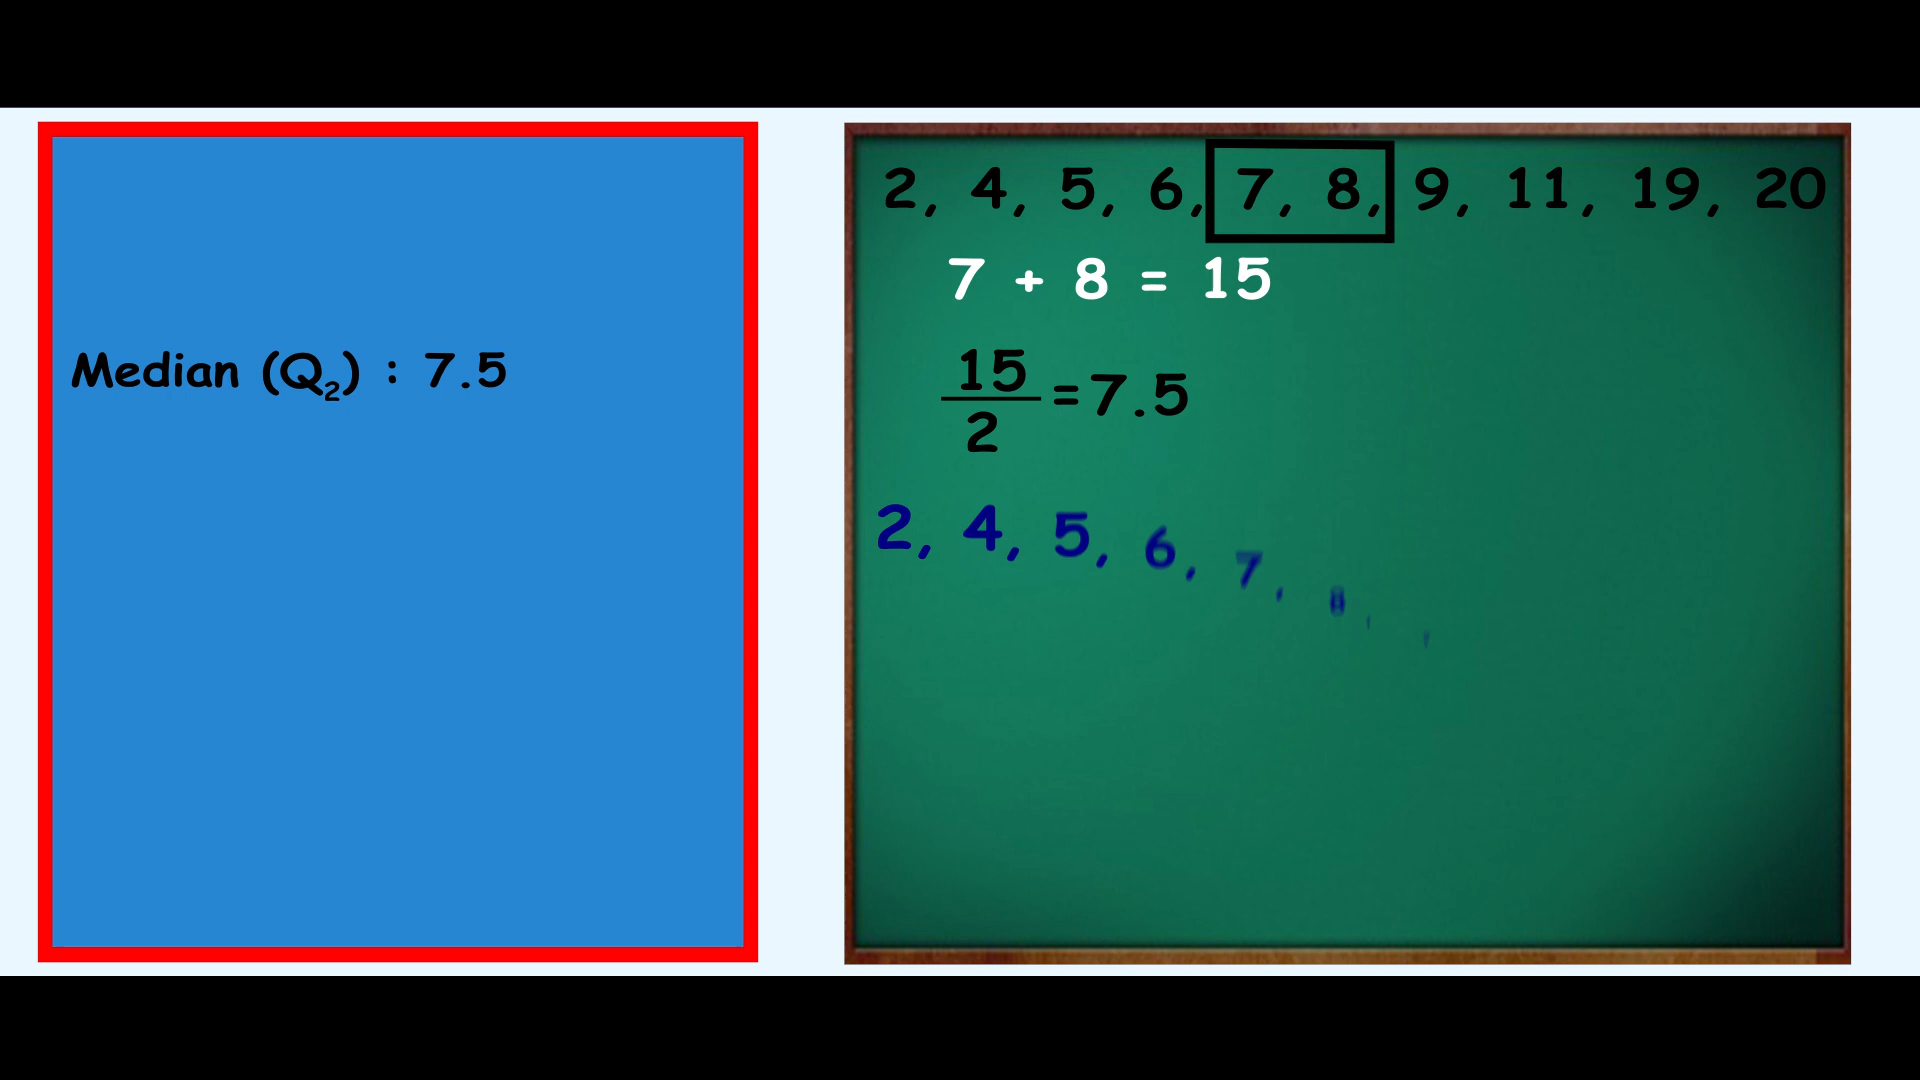 Median (Q₂) : 7.5
2, 4, 5, 6, 7, 8, 9, 11, 19, 20
7 + 8 = 15
15
2
=7.5
2, 4, 5, 6, 7, 8, ,